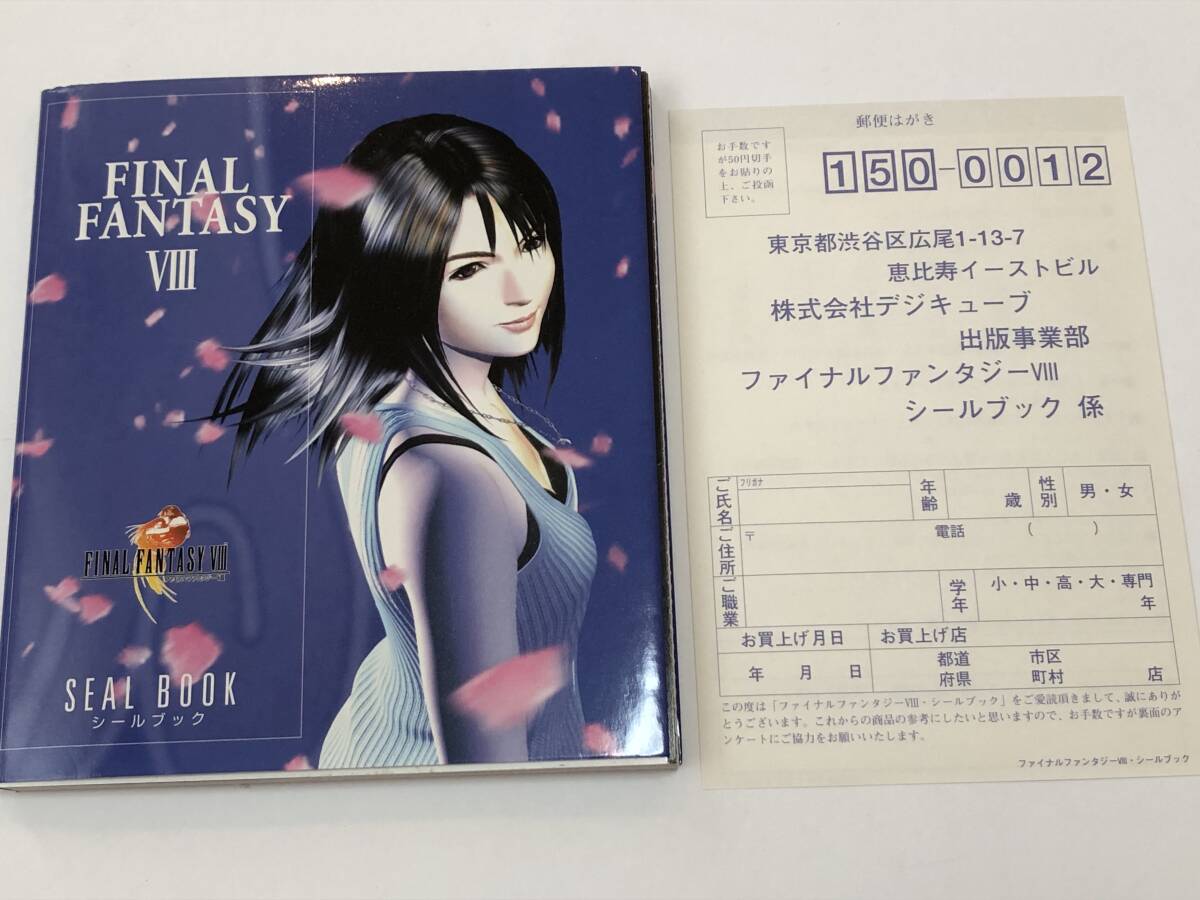 FINAL
FANTASY
VIII
FINAL FANTASY VIII
SEAL BOOK
シールブック
郵便はがき
お手数です
が50円切手
をお貼りの
上、ご投函
下さい。
150-0012
東京都渋谷区広尾1-13-7
恵比寿イーストビル
株式会社デジキューブ
出版事業部
ファイナルファンタジーⅧ
シールブック 係
ご氏名
フリガナ
年齢
歳
性別
男・女
ご住所
〒
電話 ( )
ご職業
学年
小・中・高・大・専門
年
お買上げ月日
お買上げ店
年 月 日
都道 市区
府県 町村 店
この度は「ファイナルファンタジーⅧ・シールブック」をご愛読頂きまして、誠にありが
とうございます。これからの商品の参考にしたいと思いますので、お手数ですが裏面のア
ンケートにご協力をお願いいたします。
ファイナルファンタジーⅧ・シールブック